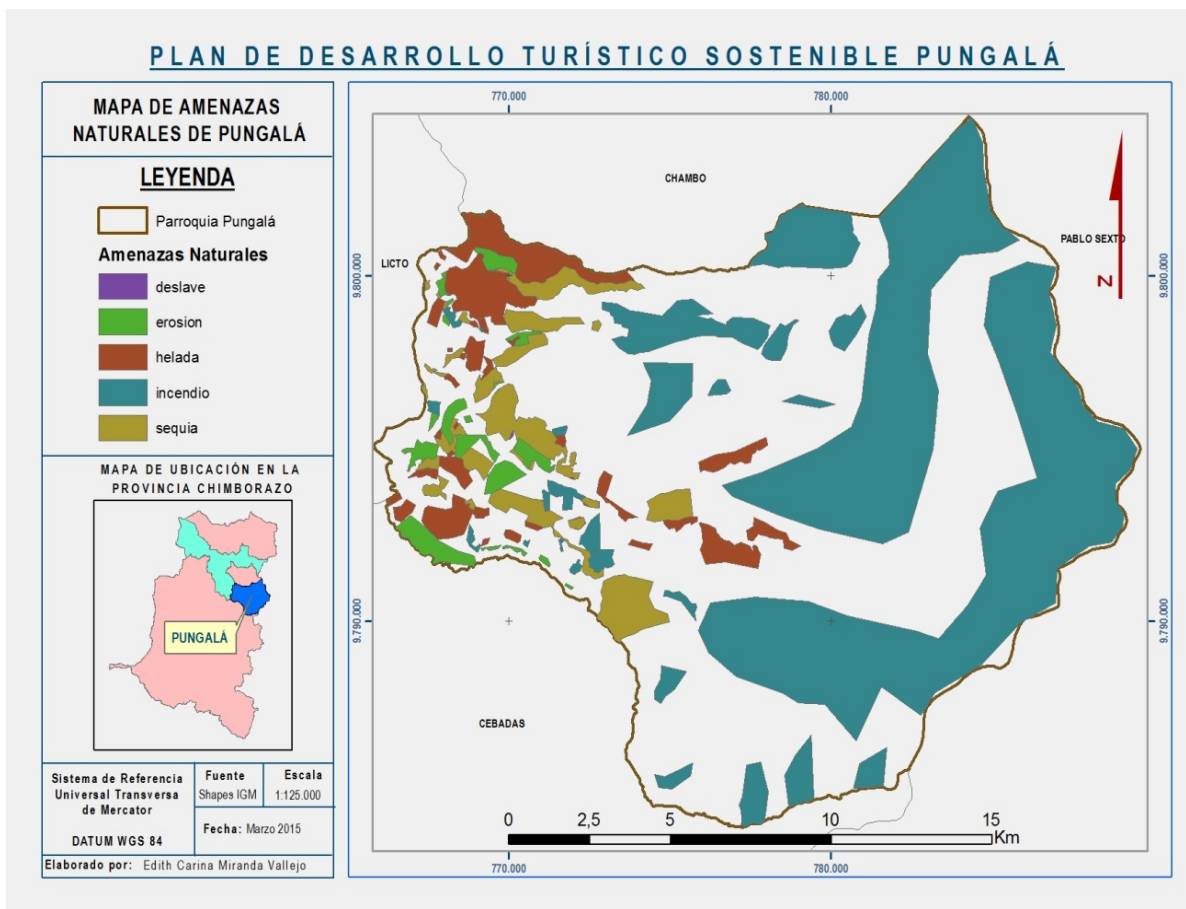 PLAN DE DESARROLLO TURÍSTICO SOSTENIBLE PUNGALÁ
MAPA DE AMENAZAS
NATURALES DE PUNGALÁ
LEYENDA
Parroquia Pungalá
Amenazas Naturales
deslave
erosion
helada
incendio
sequia
MAPA DE UBICACIÓN EN LA
PROVINCIA CHIMBORAZO
PUNGALÁ
Sistema de Referencia
Universal Transversa
de Mercator
DATUM WGS 84
Fuente
Shapes IGM
Escala
1:125.000
Fecha: Marzo 2015
Elaborado por: Edith Carina Miranda Vallejo
770.000
780.000
CHAMBO
PABLO SEXTO
LICTO
N
9.800.000
9.800.000
9.790.000
9.790.000
CEBADAS
0
2,5
5
10
15
Km
770.000
780.000